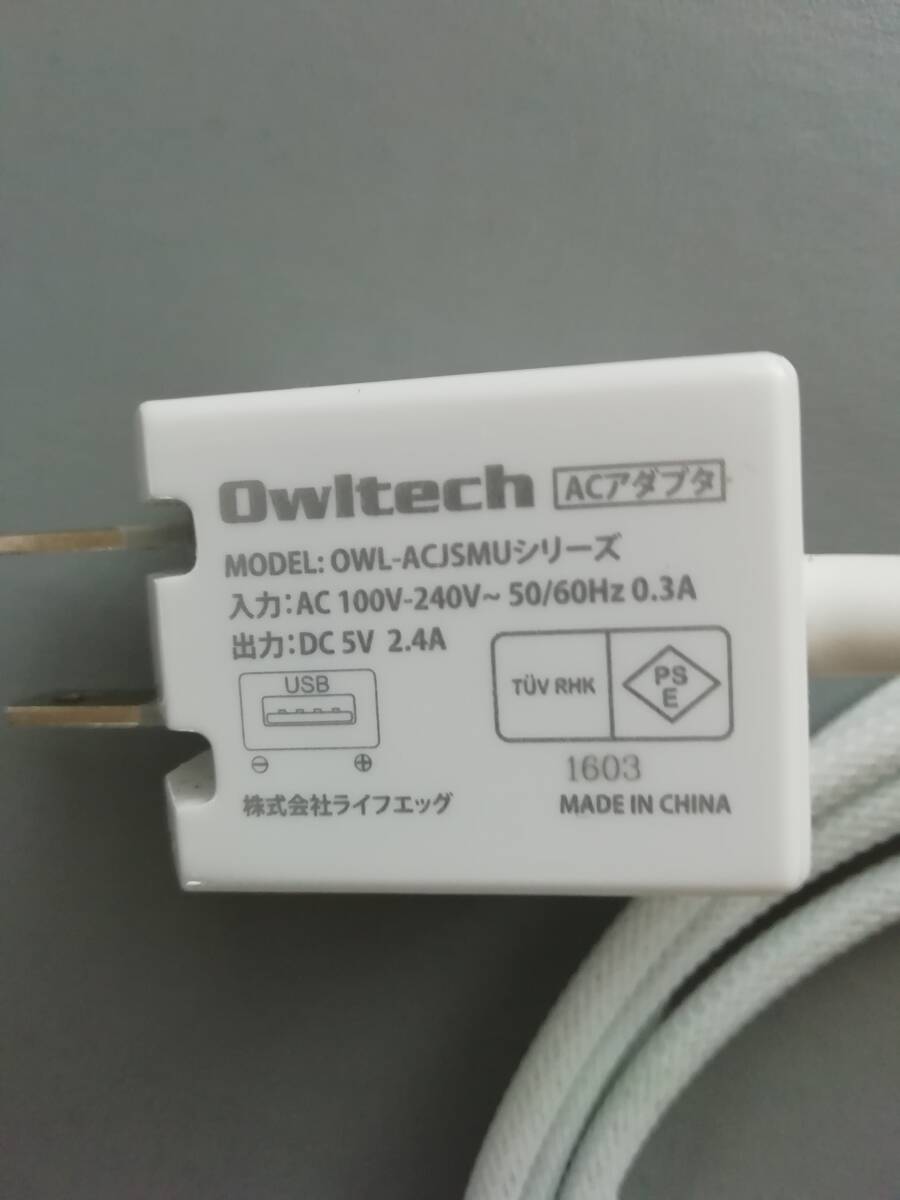 Owltech ACアダプタ
MODEL: OWL-ACJSMUシリーズ
入力：AC 100V-240V~ 50/60Hz 0.3A
出力：DC 5V 2.4A
USB
⊖ ⊕
TÜV RHK
PS
E
1603
株式会社ライフエッグ
MADE IN CHINA